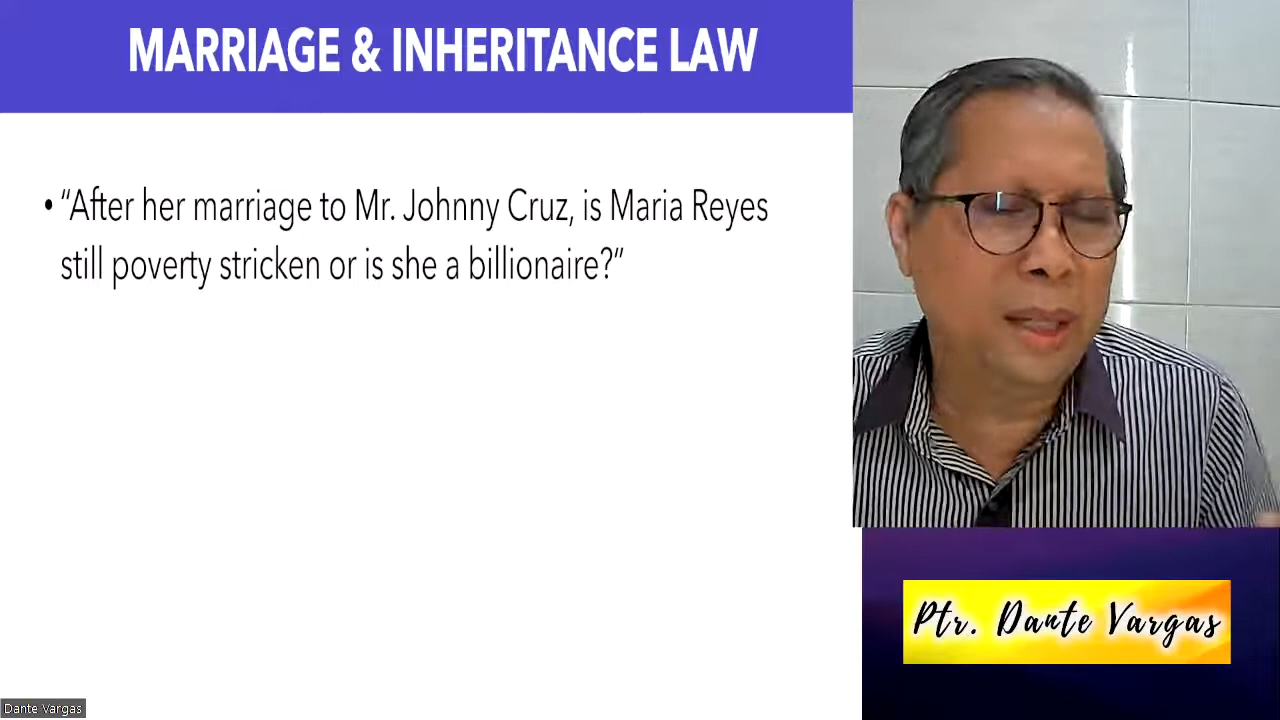 MARRIAGE & INHERITANCE LAW
• “After her marriage to Mr. Johnny Cruz, is Maria Reyes
still poverty stricken or is she a billionaire?”
Ptr. Dante Vargas
Dante Vargas